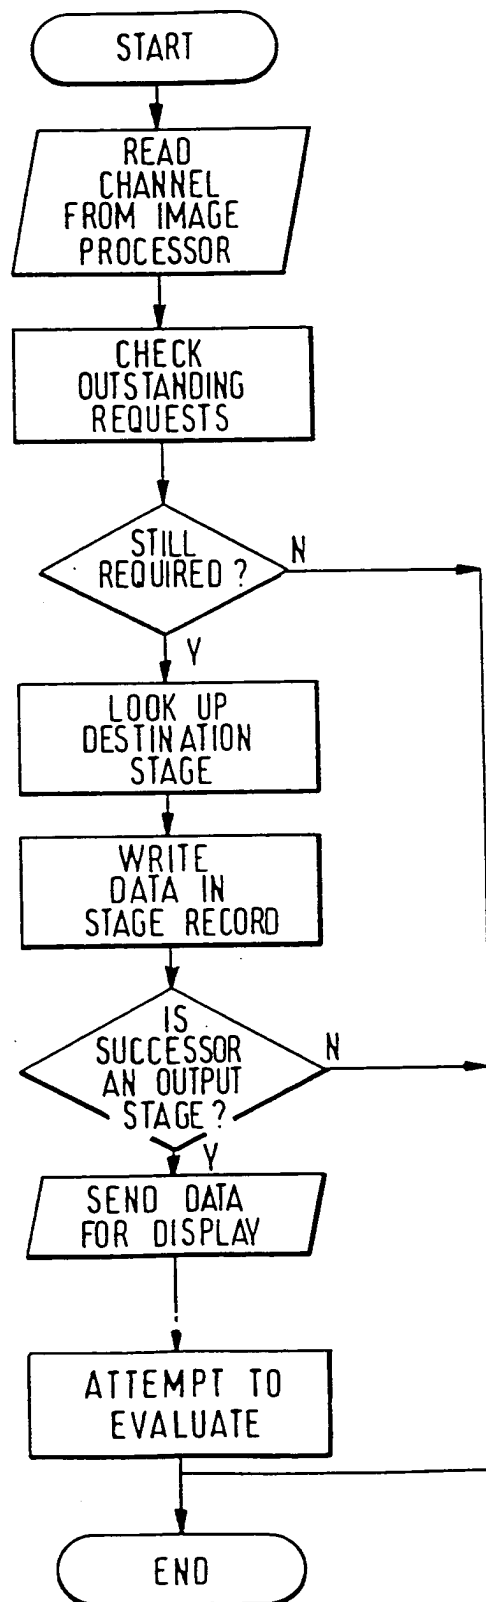 START
READ
CHANNEL
FROM IMAGE
PROCESSOR
CHECK
OUTSTANDING
REQUESTS
STILL
REQUIRED ?
N
Y
LOOK UP
DESTINATION
STAGE
WRITE
DATA IN
STAGE RECORD
IS
SUCCESSOR
AN OUTPUT
STAGE ?
N
Y
SEND DATA
FOR DISPLAY
ATTEMPT TO
EVALUATE
END